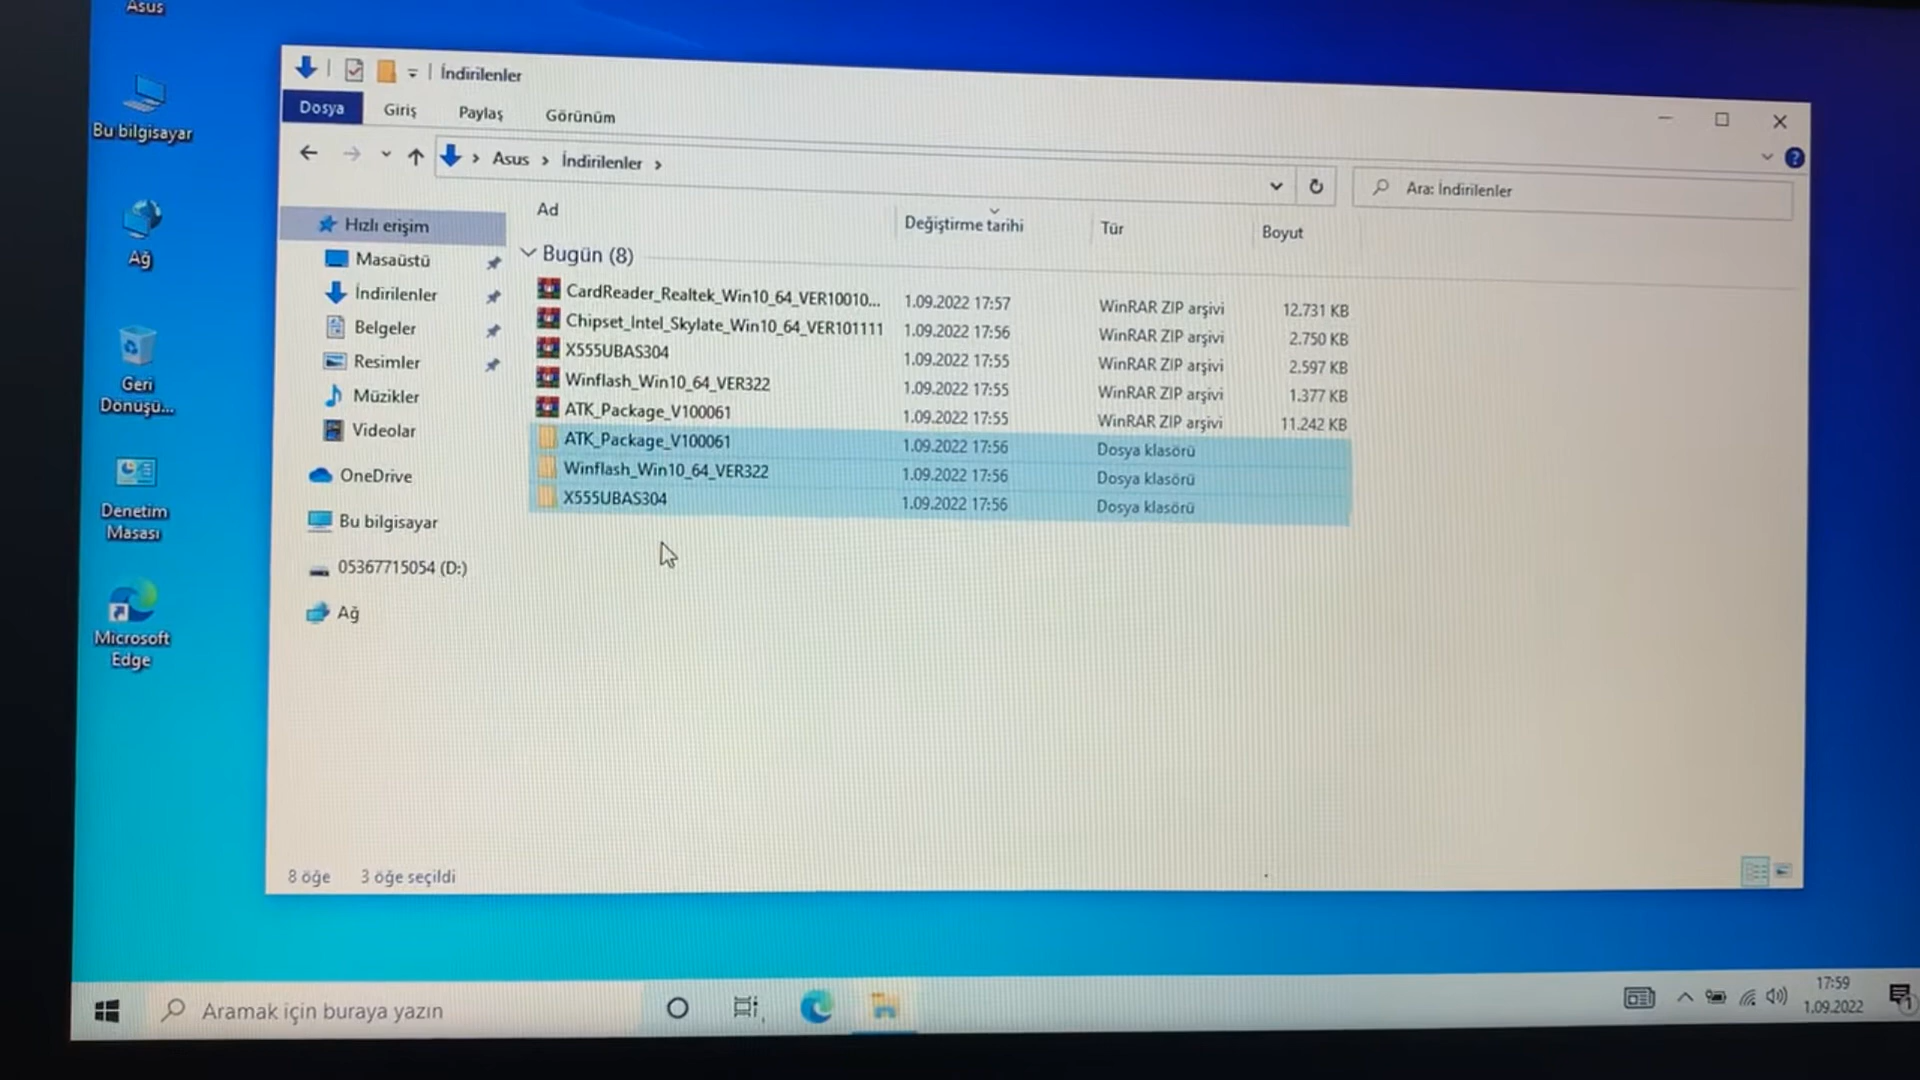 Asus
Bu bilgisayar
Ağ
Geri
Dönüşü...
Denetim
Masası
Microsoft
Edge
İndirilenler
Dosya
Giriş
Paylaş
Görünüm
Asus
İndirilenler
Ara: İndirilenler
Hızlı erişim
Masaüstü
İndirilenler
Belgeler
Resimler
Müzikler
Videolar
OneDrive
Bu bilgisayar
05367715054 (D:)
Ağ
Ad Değiştirme tarihi Tür Boyut
Bugün (8)
CardReader_Realtek_Win10_64_VER10010... 1.09.2022 17:57 WinRAR ZIP arşivi 12.731 KB
Chipset_Intel_Skylate_Win10_64_VER101111 1.09.2022 17:56 WinRAR ZIP arşivi 2.750 KB
X555UBAS304 1.09.2022 17:55 WinRAR ZIP arşivi 2.597 KB
Winflash_Win10_64_VER322 1.09.2022 17:55 WinRAR ZIP arşivi 1.377 KB
ATK_Package_V100061 1.09.2022 17:55 WinRAR ZIP arşivi 11.242 KB
ATK_Package_V100061 1.09.2022 17:56 Dosya klasörü
Winflash_Win10_64_VER322 1.09.2022 17:56 Dosya klasörü
X555UBAS304 1.09.2022 17:56 Dosya klasörü
8 öğe 3 öğe seçildi
Aramak için buraya yazın
17:59
1.09.2022
1